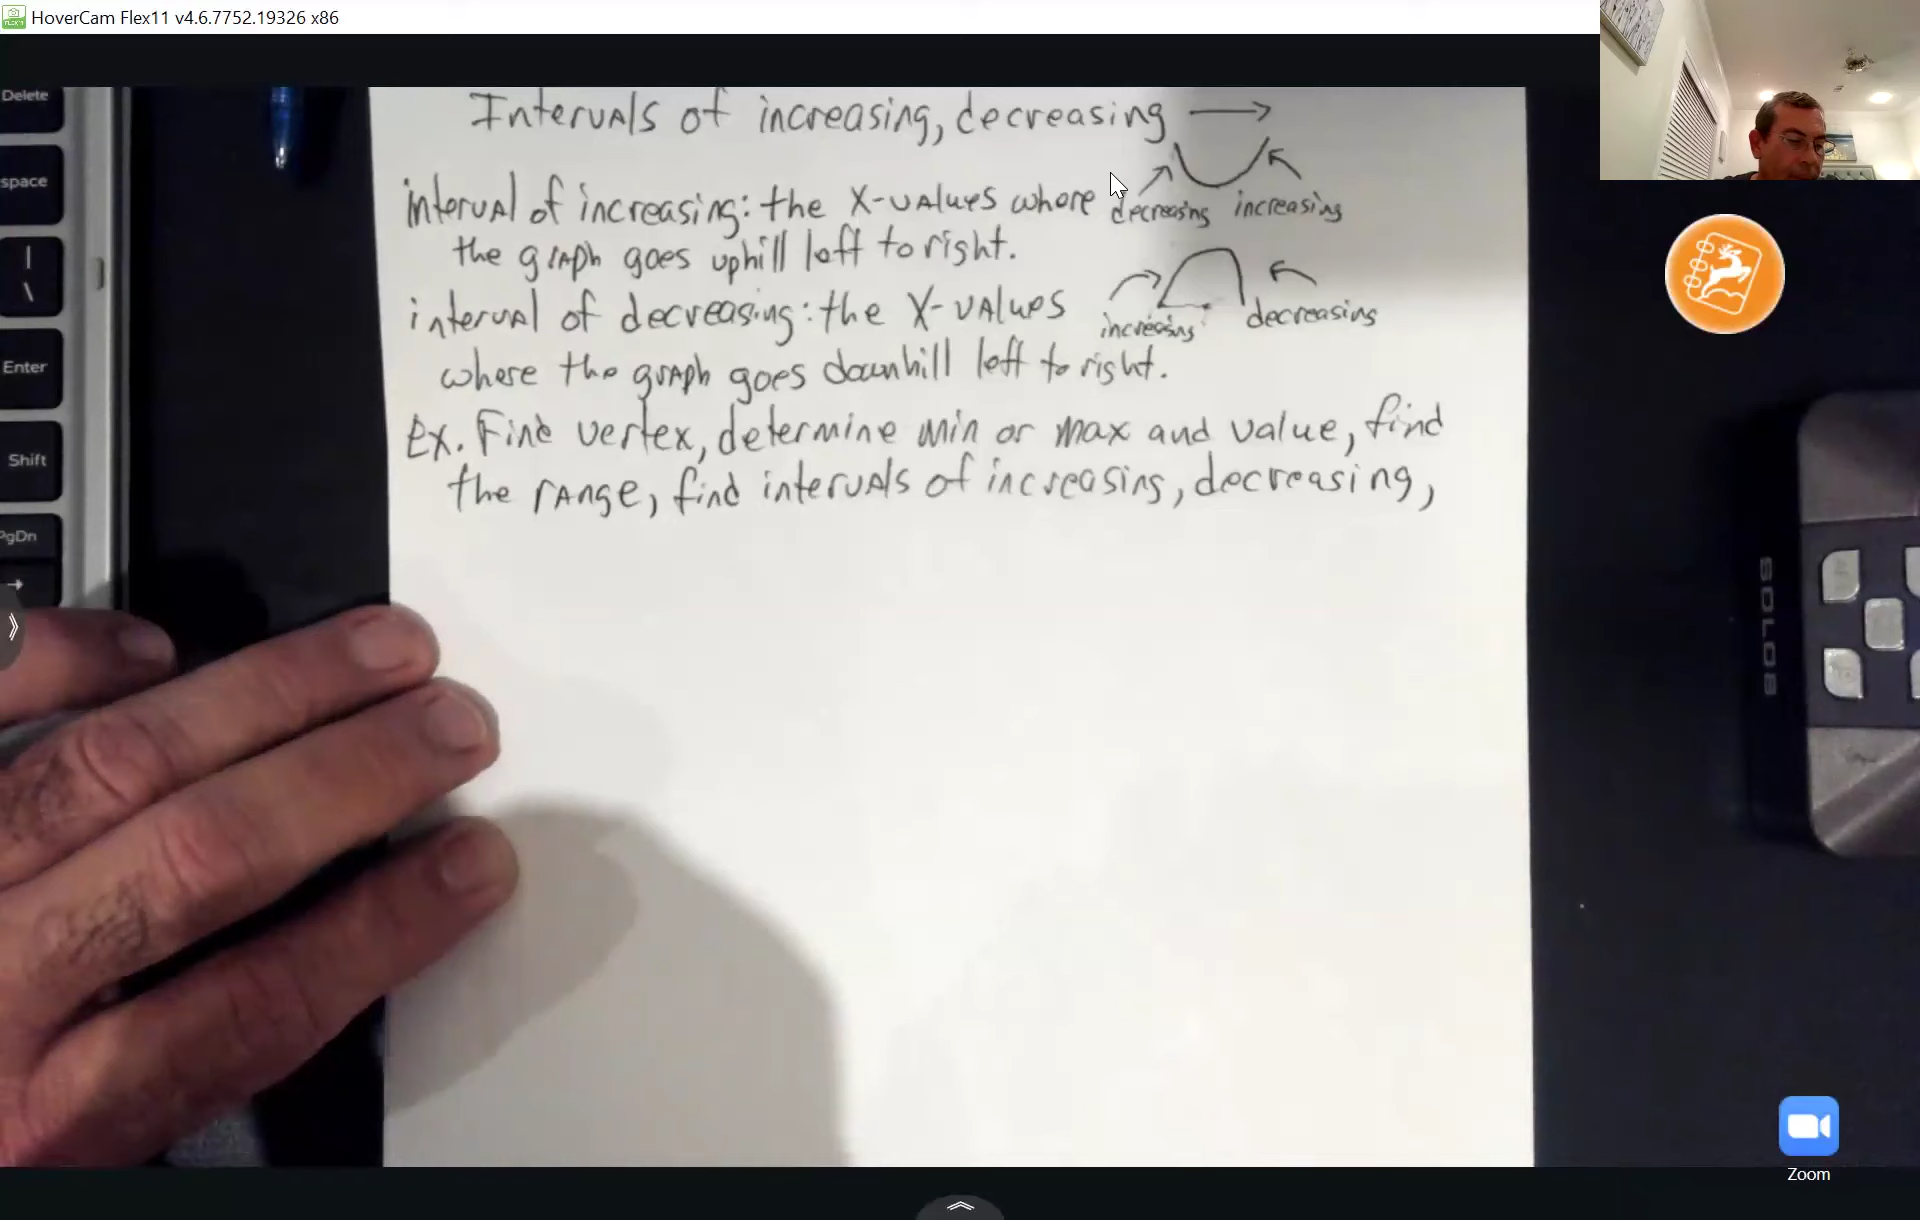 HoverCam Flex11 v4.6.7752.19326 x86
Delete
space
|
\
Enter
Shift
PgDn
→
Intervals of increasing, decreasing →
interval of increasing: the x-values where
decreasing increasing
the graph goes uphill left to right.
interval of decreasing: the x-values
increasing decreasing
where the graph goes downhill left to right.
Ex. Find vertex, determine min or max and value, find
the range, find intervals of increasing, decreasing,
SOLO8
Zoom